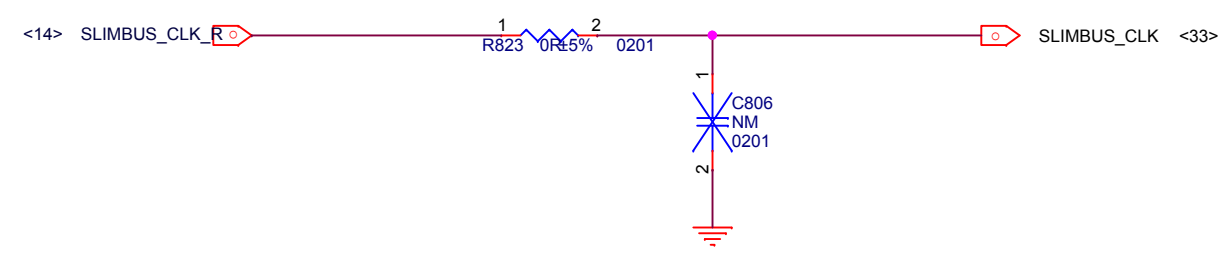 <14> SLIMBUS_CLK_R
1 2
R823 0R±5% 0201
SLIMBUS_CLK <33>
1
C806
NM
0201
2